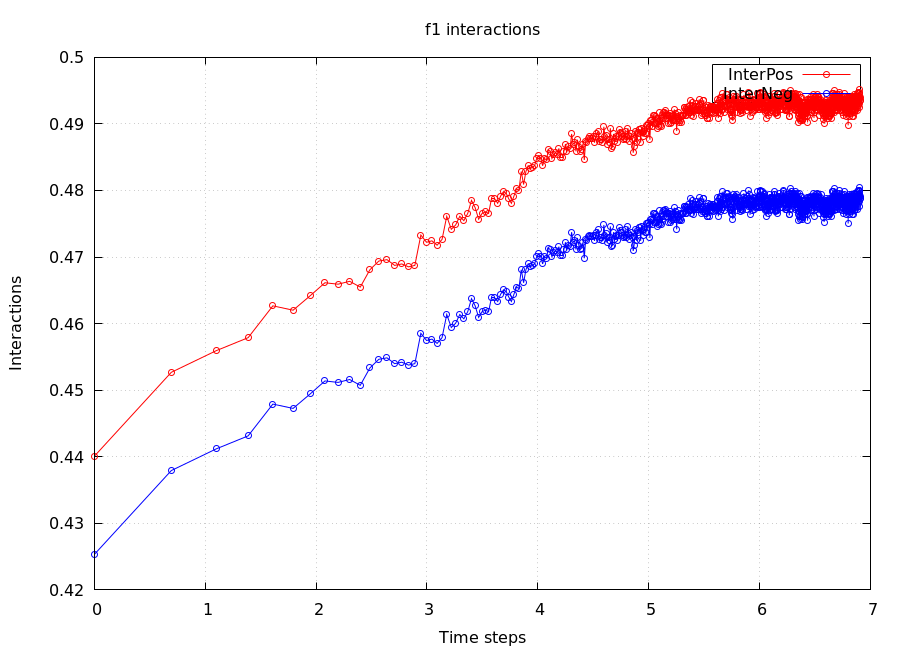 f1 interactions
0.5
0.49
0.48
0.47
0.46
0.45
0.44
0.43
0.42
Interactions
InterPos
InterNeg
0 1 2 3 4 5 6 7
Time steps